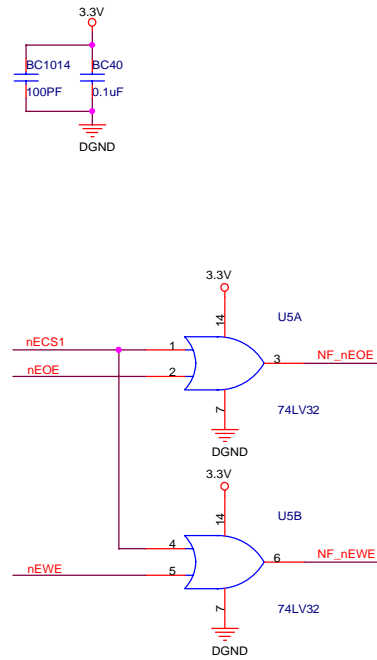 3.3V
BC1014 BC40
100PF 0.1uF
DGND
3.3V
14 U5A
nECS1 1
3 NF_nEOE
nEOE 2
7 74LV32
DGND
3.3V
14 U5B
4
6 NF_nEWE
nEWE 5
7 74LV32
DGND